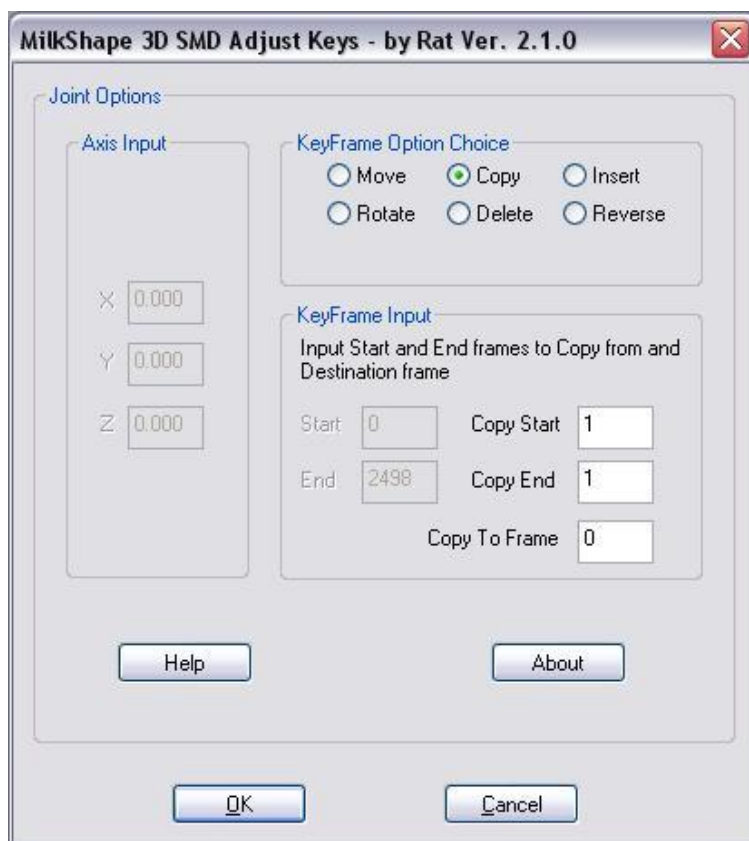 MilkShape 3D SMD Adjust Keys - by Rat Ver. 2.1.0
Joint Options
Axis Input
X 0.000
Y 0.000
Z 0.000
KeyFrame Option Choice
Move Copy Insert
Rotate Delete Reverse
KeyFrame Input
Input Start and End frames to Copy from and
Destination frame
Start 0 Copy Start 1
End 2498 Copy End 1
Copy To Frame 0
Help About
OK Cancel